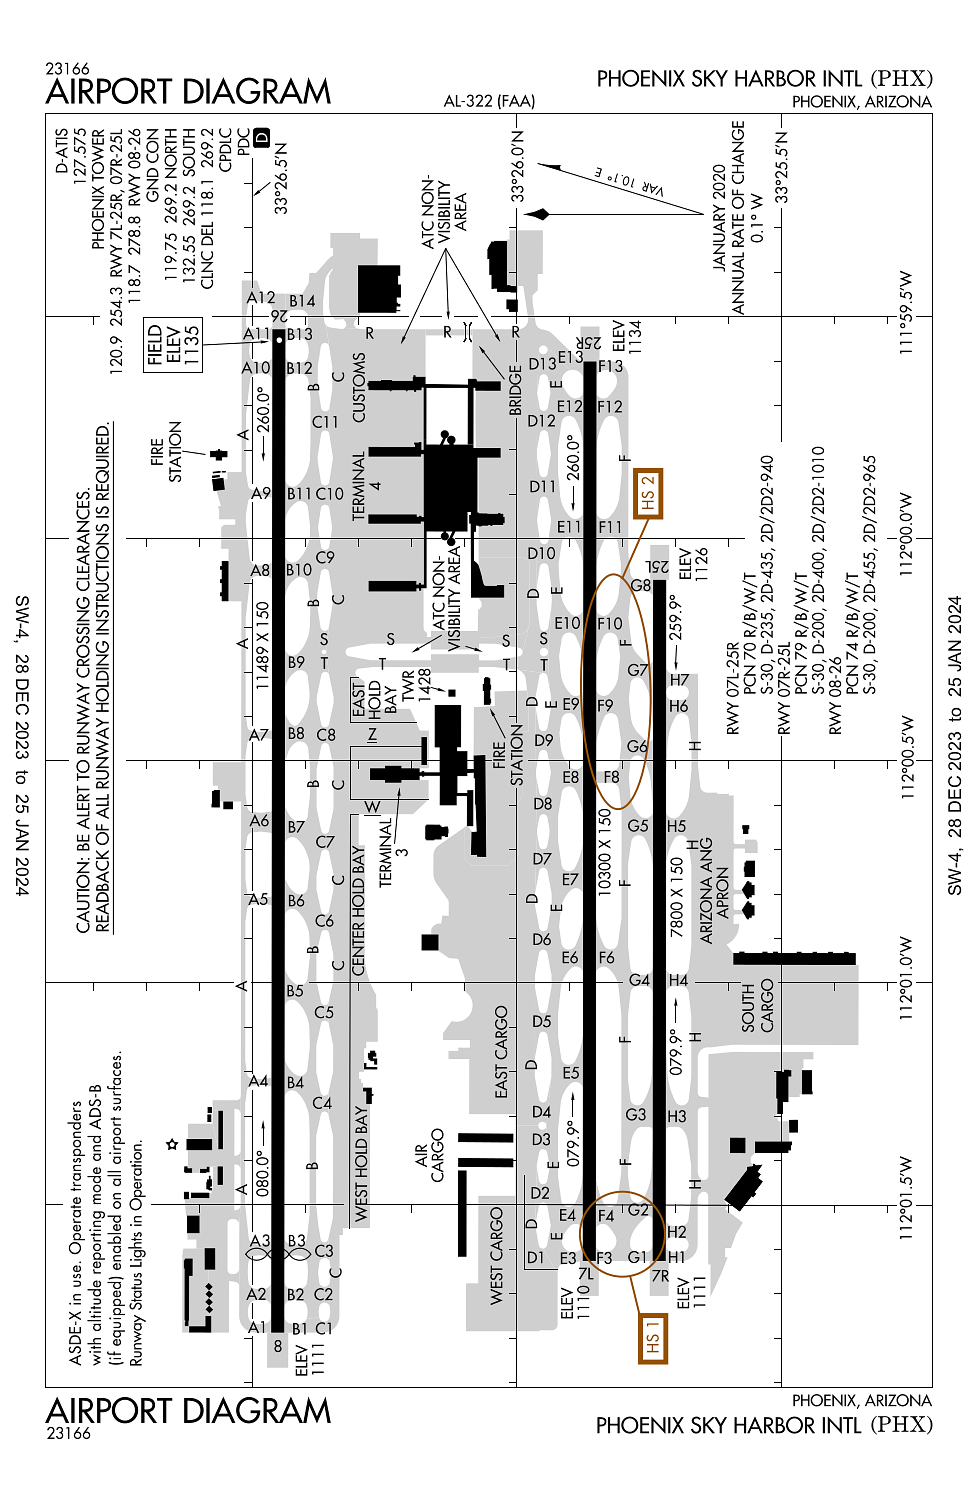 23166
AIRPORT DIAGRAM
AL-322 (FAA)
PHOENIX SKY HARBOR INTL (PHX)
PHOENIX, ARIZONA
D-ATIS
127.575
PHOENIX TOWER
120.9 254.3 RWY 7L-25R, 07R-25L
118.7 278.8 RWY 08-26
GND CON
119.75 269.2 NORTH
132.55 269.2 SOUTH
CLNC DEL 118.1 269.2
CPDLC
PDC
D
33°26.5'N
33°26.0'N
33°25.5'N
ATC NON-
VISIBILITY
AREA
VAR 10.1° E
JANUARY 2020
ANNUAL RATE OF CHANGE
0.1° W
111°59.5'W
112°00.0'W
112°00.5'W
112°01.0'W
112°01.5'W
FIELD
ELEV
1135
A12
B14
26
A11
B13
A10
B12
R
R
R
B
C
CUSTOMS
BRIDGE
D13
E13
E
25R
ELEV
1134
F13
260.0°
A
C11
D12
E12
F12
FIRE
STATION
TERMINAL
4
260.0°
F
HS 2
A9
B11
C10
D11
E11
F11
CAUTION: BE ALERT TO RUNWAY CROSSING CLEARANCES.
READBACK OF ALL RUNWAY HOLDING INSTRUCTIONS IS REQUIRED.
A8
B10
C9
D10
25L
ELEV
1126
G8
B
C
D
E
ATC NON-
VISIBILITY AREA
E10
F10
259.9°
A
11489 X 150
S
S
S
S
F
B9
T
T
T
T
G7
H7
EAST
HOLD
BAY
TWR
1428
D
E
E9
F9
H6
A7
B8
C8
Z
FIRE
STATION
D9
G6
H
RWY 07L-25R
PCN 70 R/B/W/T
S-30, D-235, 2D-435, 2D/2D2-940
RWY 07R-25L
PCN 79 R/B/W/T
S-30, D-200, 2D-400, 2D/2D2-1010
RWY 08-26
PCN 74 R/B/W/T
S-30, D-200, 2D-455, 2D/2D2-965
B
C
E8
F8
W
D8
A6
B7
C7
TERMINAL
3
10300 X 150
G5
H5
H
D7
E7
F
C
7800 X 150
ARIZONA ANG
APRON
A5
B6
C6
D
E
CENTER HOLD BAY
B
C
D6
E6
F6
A
B5
G4
H4
C5
EAST CARGO
D5
SOUTH
CARGO
F
079.9°
H
A4
B4
D
E5
C4
D4
G3
H3
ASDE-X in use. Operate transponders
with altitude reporting mode and ADS-B
(if equipped) enabled on all airport surfaces.
Runway Status Lights in Operation.
080.0°
WEST HOLD BAY
AIR
CARGO
D3
079.9°
B
E
F
A
D2
H
A3
B3
C3
WEST CARGO
D
E
E4
F4
G2
H2
D1
E3
F3
G1
H1
C
7L
7R
ELEV
1110
ELEV
1111
A2
B2
C2
A1
B1
C1
8
ELEV
1111
HS 1
SW-4, 28 DEC 2023 to 25 JAN 2024
SW-4, 28 DEC 2023 to 25 JAN 2024
AIRPORT DIAGRAM
23166
PHOENIX, ARIZONA
PHOENIX SKY HARBOR INTL (PHX)